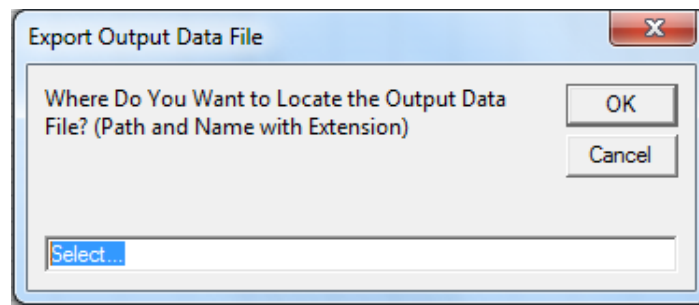 Export Output Data File
Where Do You Want to Locate the Output Data
File? (Path and Name with Extension)
OK
Cancel
Select...